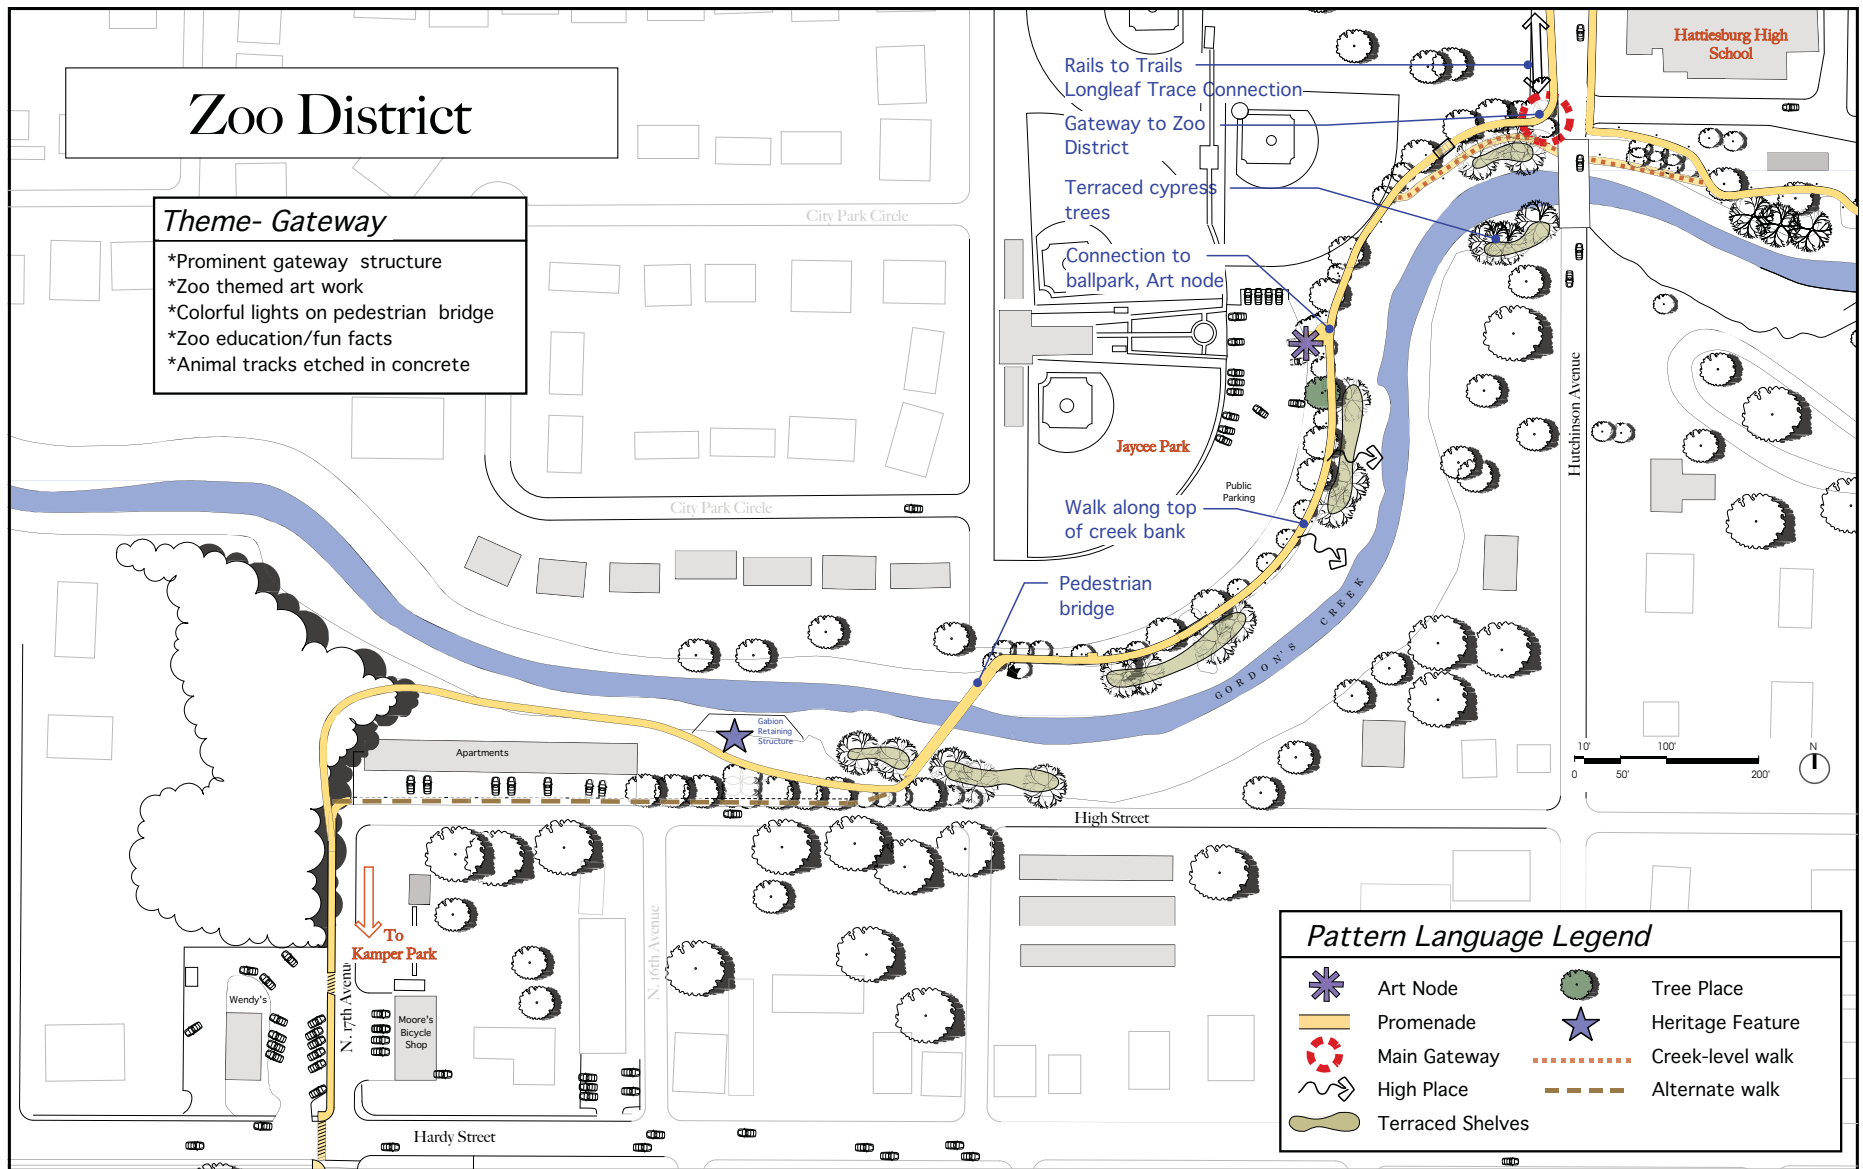 Zoo District
Theme- Gateway
*Prominent gateway structure
*Zoo themed art work
*Colorful lights on pedestrian bridge
*Zoo education/fun facts
*Animal tracks etched in concrete
City Park Circle
City Park Circle
Rails to Trails
Longleaf Trace Connection
Gateway to Zoo
District
Terraced cypress
trees
Connection to
ballpark, Art node
Hattiesburg High
School
Jaycee Park
Public
Parking
Walk along top
of creek bank
Pedestrian
bridge
Hutchinson Avenue
GORDON'S CREEK
Gabion
Retaining
Structure
Apartments
High Street
10'
100'
0
50'
200'
N
To
Kamper Park
N. 17th Avenue
N. 16th Avenue
Wendy's
Moore's
Bicycle
Shop
Hardy Street
Pattern Language Legend
Art Node
Promenade
Main Gateway
High Place
Terraced Shelves
Tree Place
Heritage Feature
Creek-level walk
Alternate walk